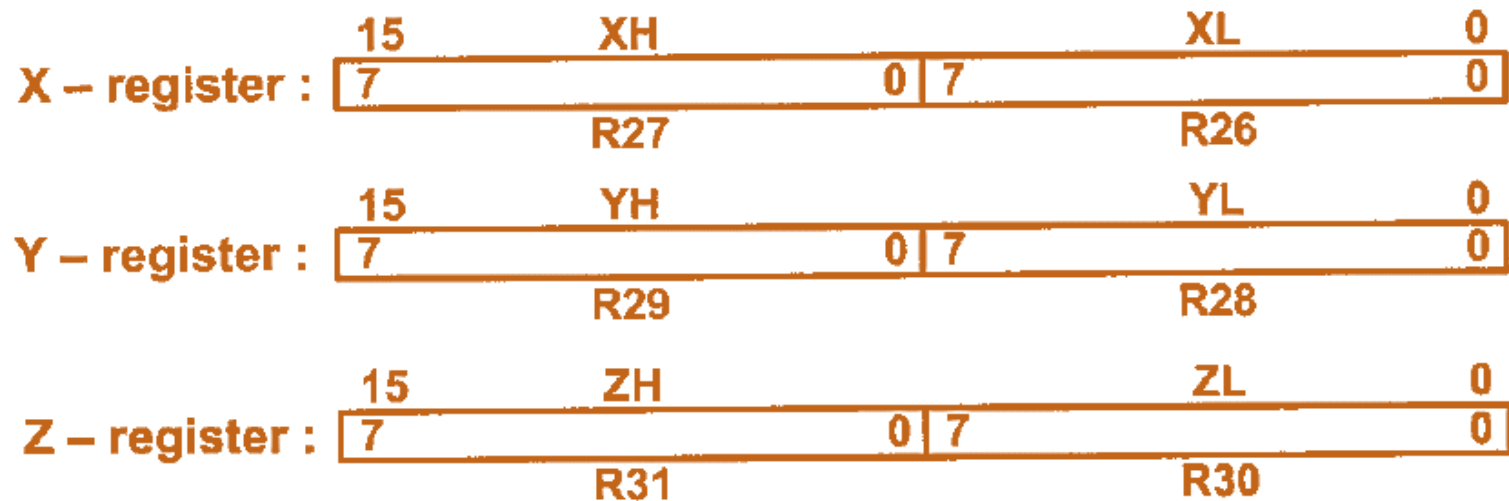 15 XH XL 0
X – register : 7 0 7 0
R27 R26
15 YH YL 0
Y – register : 7 0 7 0
R29 R28
15 ZH ZL 0
Z – register : 7 0 7 0
R31 R30